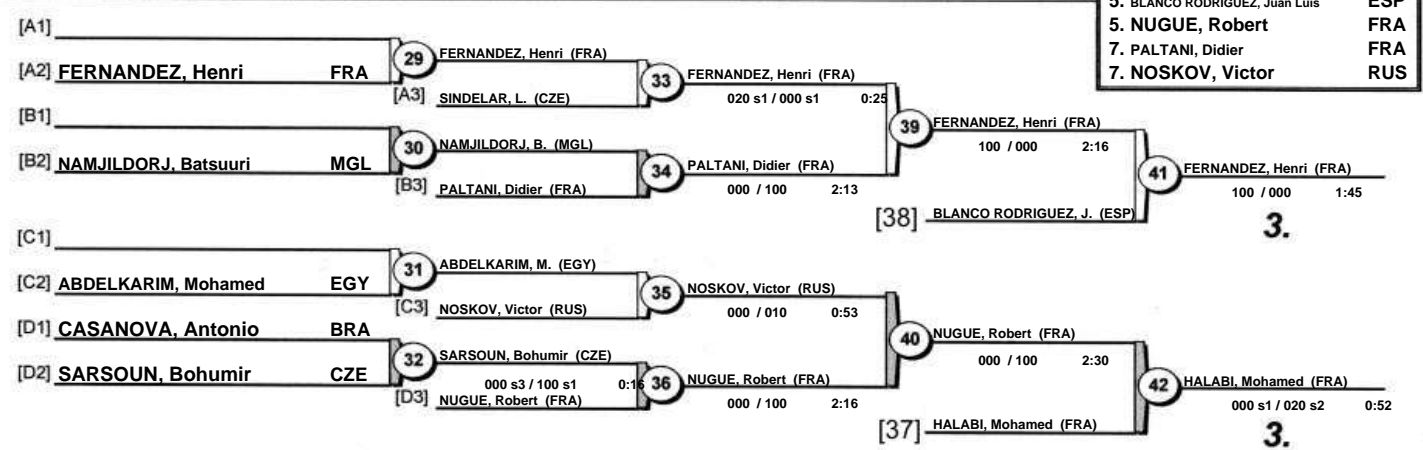 5. BLANCO RODRIGUEZ, Juan Luis ESP
5. NUGUE, Robert FRA
7. PALTANI, Didier FRA
7. NOSKOV, Victor RUS
[A1]
[A2] FERNANDEZ, Henri FRA
29
FERNANDEZ, Henri (FRA)
[A3] SINDELAR, L. (CZE)
33
FERNANDEZ, Henri (FRA)
020 s1 / 000 s1 0:25
[B1]
[B2] NAMJILDORJ, Batsuuri MGL
30
NAMJILDORJ, B. (MGL)
[B3] PALTANI, Didier (FRA)
34
PALTANI, Didier (FRA)
000 / 100 2:13
39
FERNANDEZ, Henri (FRA)
100 / 000 2:16
[38] BLANCO RODRIGUEZ, J. (ESP)
41
FERNANDEZ, Henri (FRA)
100 / 000 1:45
3.
[C1]
[C2] ABDELKARIM, Mohamed EGY
31
ABDELKARIM, M. (EGY)
[C3] NOSKOV, Victor (RUS)
35
NOSKOV, Victor (RUS)
000 / 010 0:53
[D1] CASANOVA, Antonio BRA
[D2] SARSOUN, Bohumir CZE
32
SARSOUN, Bohumir (CZE)
000 s3 / 100 s1 0:16
[D3] NUGUE, Robert (FRA)
36
NUGUE, Robert (FRA)
000 / 100 2:16
40
NUGUE, Robert (FRA)
000 / 100 2:30
[37] HALABI, Mohamed (FRA)
42
HALABI, Mohamed (FRA)
000 s1 / 020 s2 0:52
3.